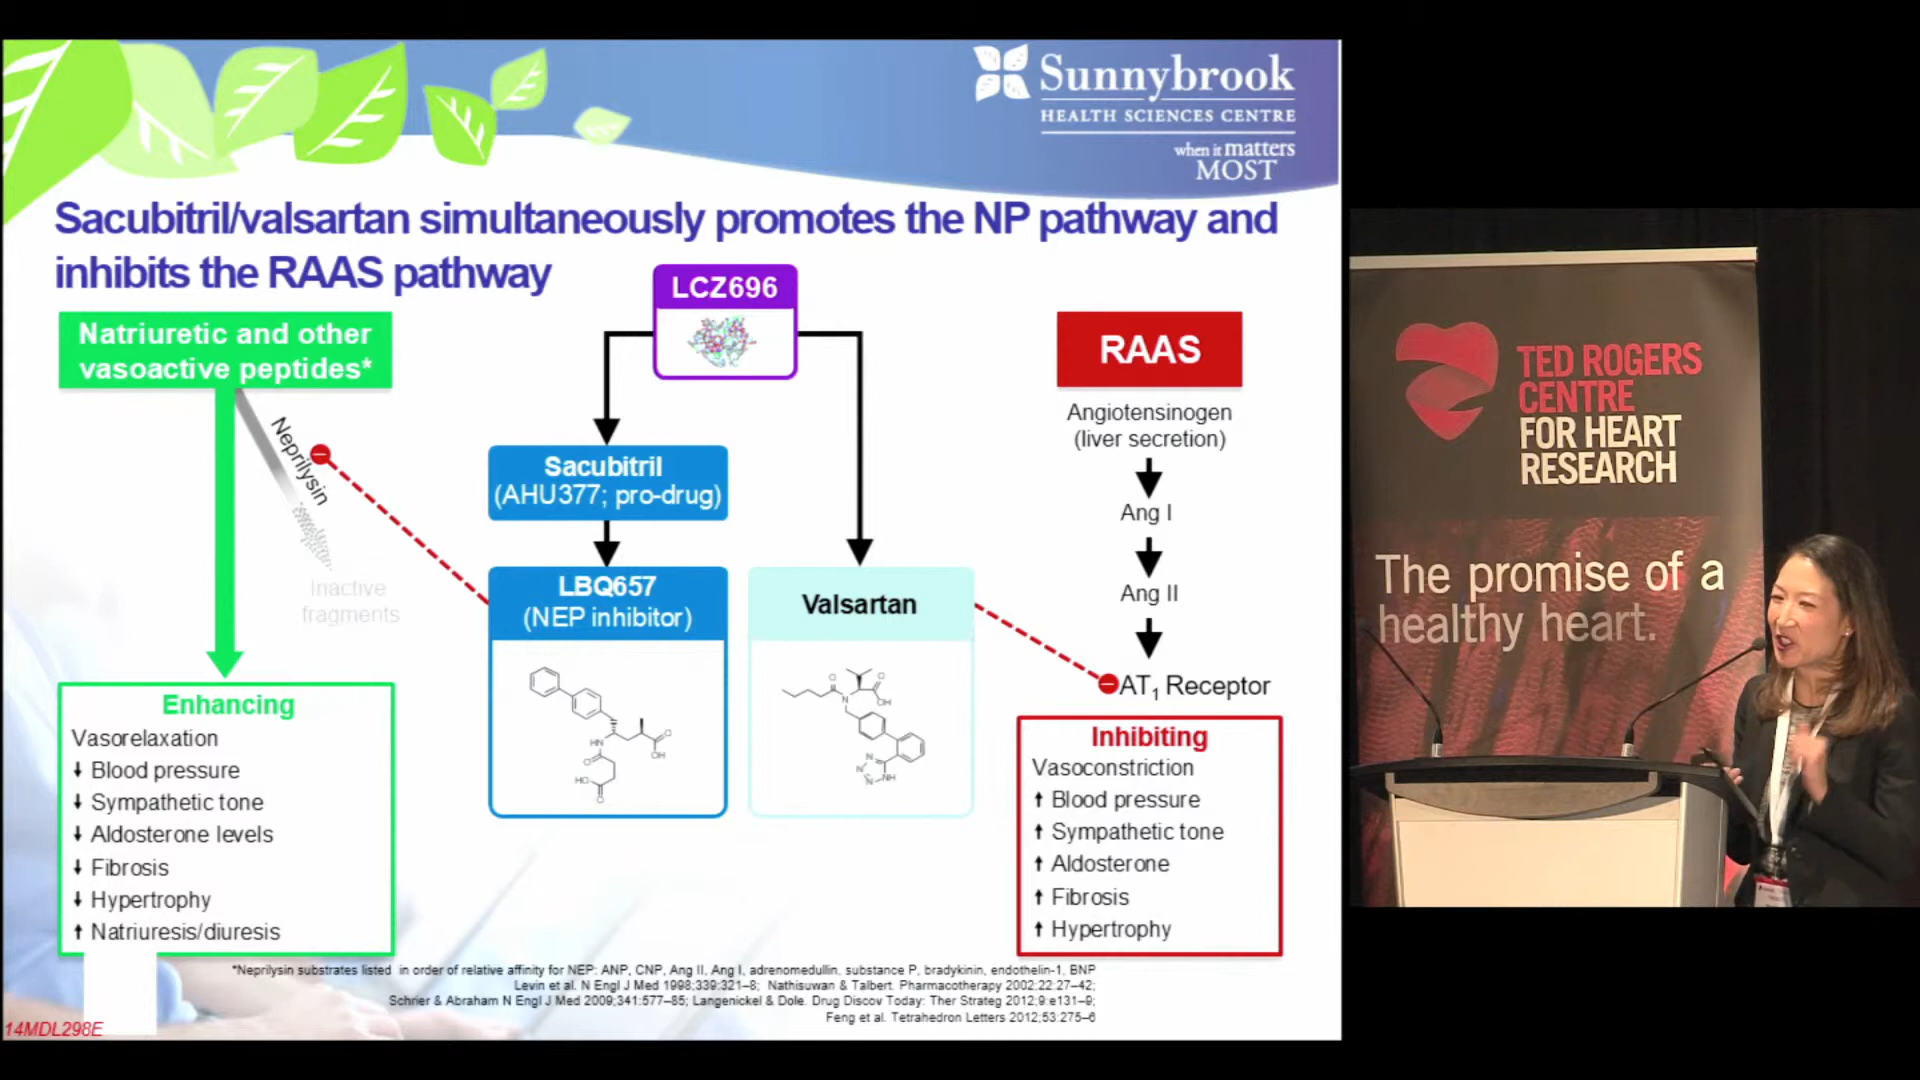 Sunnybrook
HEALTH SCIENCES CENTRE
when it matters
MOST
Sacubitril/valsartan simultaneously promotes the NP pathway and
inhibits the RAAS pathway
LCZ696
Natriuretic and other
vasoactive peptides*
Neprilysin
Inactive
fragments
Enhancing
Vasorelaxation
↓ Blood pressure
↓ Sympathetic tone
↓ Aldosterone levels
↓ Fibrosis
↓ Hypertrophy
↑ Natriuresis/diuresis
Sacubitril
(AHU377; pro-drug)
LBQ657
(NEP inhibitor)
HN
O
O
OH
HO
O
Valsartan
O
O
N
OH
N
N
N
NH
RAAS
Angiotensinogen
(liver secretion)
Ang I
Ang II
AT1 Receptor
Inhibiting
Vasoconstriction
↑ Blood pressure
↑ Sympathetic tone
↑ Aldosterone
↑ Fibrosis
↑ Hypertrophy
*Neprilysin substrates listed in order of relative affinity for NEP: ANP, CNP, Ang II, Ang I, adrenomedullin, substance P, bradykinin, endothelin-1, BNP
Levin et al. N Engl J Med 1998;339:321–8; Nathisuwan & Talbert. Pharmacotherapy 2002;22:27–42;
Schrier & Abraham N Engl J Med 2009;341:577–85; Langenickel & Dole. Drug Discov Today: Ther Strateg 2012;9:e131–9;
Feng et al. Tetrahedron Letters 2012;53:275–6
14MDL298E
TED ROGERS
CENTRE
FOR HEART
RESEARCH
The promise of a
healthy heart.